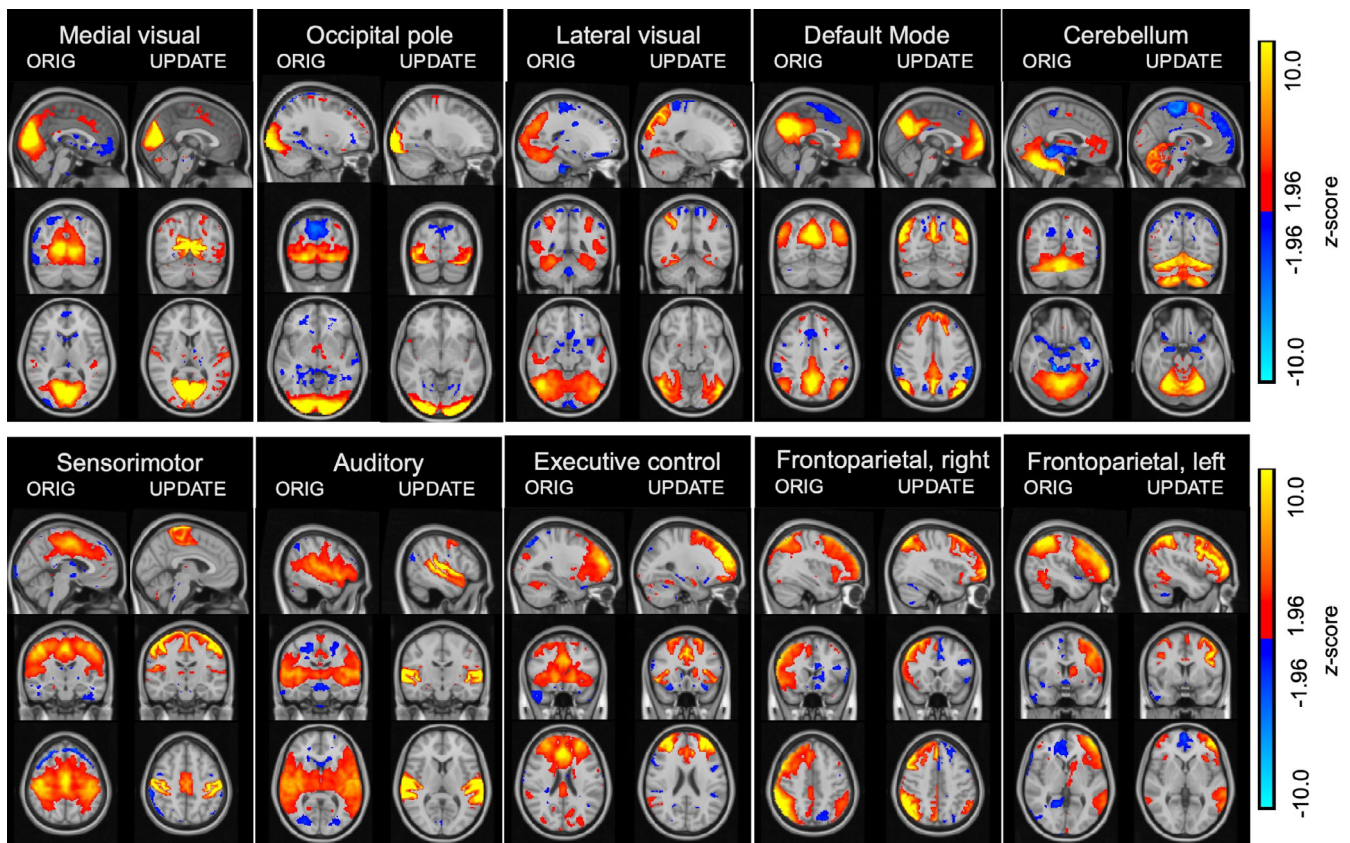 Medial visual
ORIG UPDATE
Occipital pole
ORIG UPDATE
Lateral visual
ORIG UPDATE
Default Mode
ORIG UPDATE
Cerebellum
ORIG UPDATE
10.0
1.96
-1.96
-10.0
z-score
Sensorimotor
ORIG UPDATE
Auditory
ORIG UPDATE
Executive control
ORIG UPDATE
Frontoparietal, right
ORIG UPDATE
Frontoparietal, left
ORIG UPDATE
10.0
1.96
-1.96
-10.0
z-score